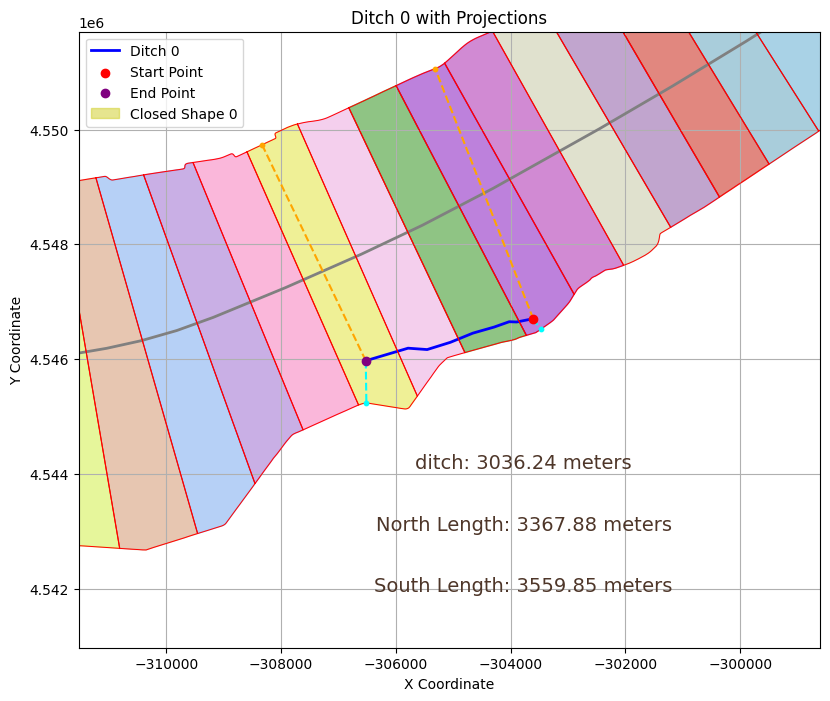 Ditch 0 with Projections
1e6
Ditch 0
Start Point
End Point
Closed Shape 0
4.550
4.548
4.546
4.544
4.542
Y Coordinate
ditch: 3036.24 meters
North Length: 3367.88 meters
South Length: 3559.85 meters
−310000 −308000 −306000 −304000 −302000 −300000
X Coordinate